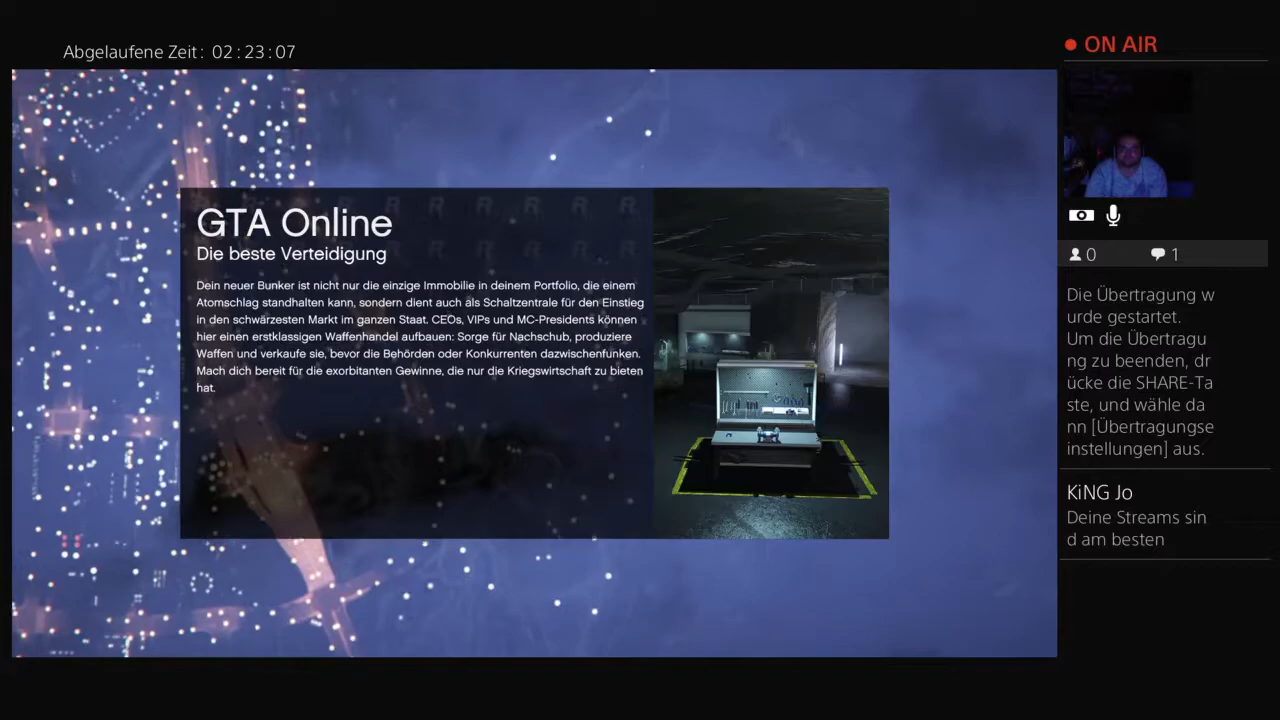 Abgelaufene Zeit: 02:23:07
ON AIR
GTA Online
Die beste Verteidigung
Dein neuer Bunker ist nicht nur die einzige Immobilie in deinem Portfolio, die einem
Atomschlag standhalten kann, sondern dient auch als Schaltzentrale für den Einstieg
in den schwärzesten Markt im ganzen Staat. CEOs, VIPs und MC-Presidents können
hier einen erstklassigen Waffenhandel aufbauen: Sorge für Nachschub, produziere
Waffen und verkaufe sie, bevor die Behörden oder Konkurrenten dazwischenfunken.
Mach dich bereit für die exorbitanten Gewinne, die nur die Kriegswirtschaft zu bieten
hat.
0 1
Die Übertragung w
urde gestartet.
Um die Übertragu
ng zu beenden, dr
ücke die SHARE-Ta
ste, und wähle da
nn [Übertragungse
instellungen] aus.
KiNG Jo
Deine Streams sin
d am besten